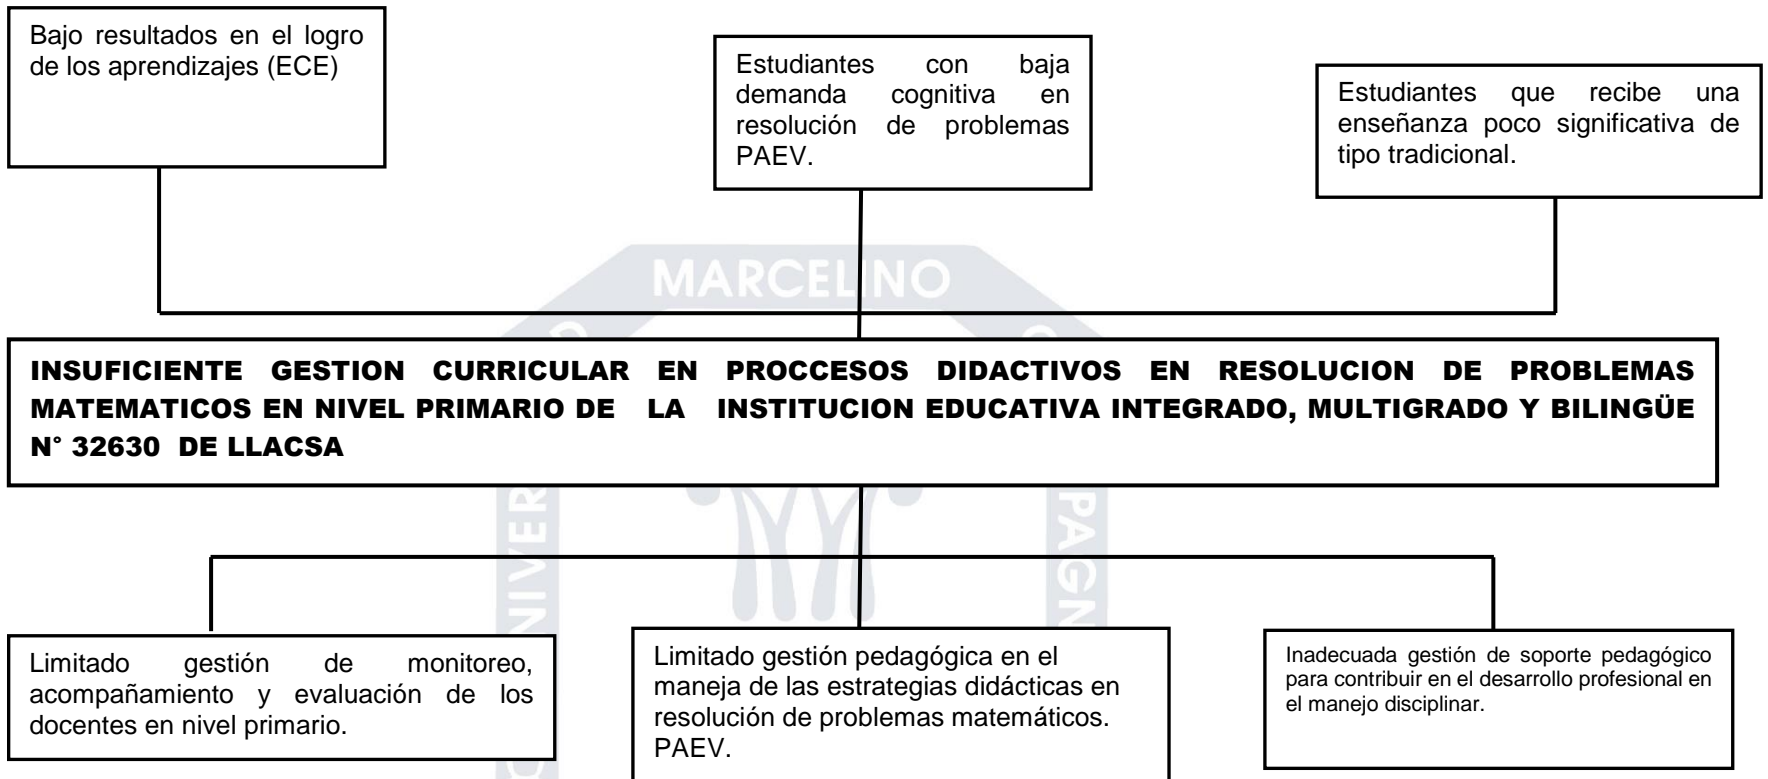 Bajo resultados en el logro
de los aprendizajes (ECE)
Estudiantes con baja
demanda cognitiva en
resolución de problemas
PAEV.
Estudiantes que recibe una
enseñanza poco significativa de
tipo tradicional.
MARCELINO
INSUFICIENTE GESTION CURRICULAR EN PROCCESOS DIDACTIVOS EN RESOLUCION DE PROBLEMAS
MATEMATICOS EN NIVEL PRIMARIO DE LA INSTITUCION EDUCATIVA INTEGRADO, MULTIGRADO Y BILINGÜE
N° 32630 DE LLACSA
Limitado gestión de monitoreo,
acompañamiento y evaluación de los
docentes en nivel primario.
Limitado gestión pedagógica en el
maneja de las estrategias didácticas en
resolución de problemas matemáticos.
PAEV.
Inadecuada gestión de soporte pedagógico
para contribuir en el desarrollo profesional en
el manejo disciplinar.